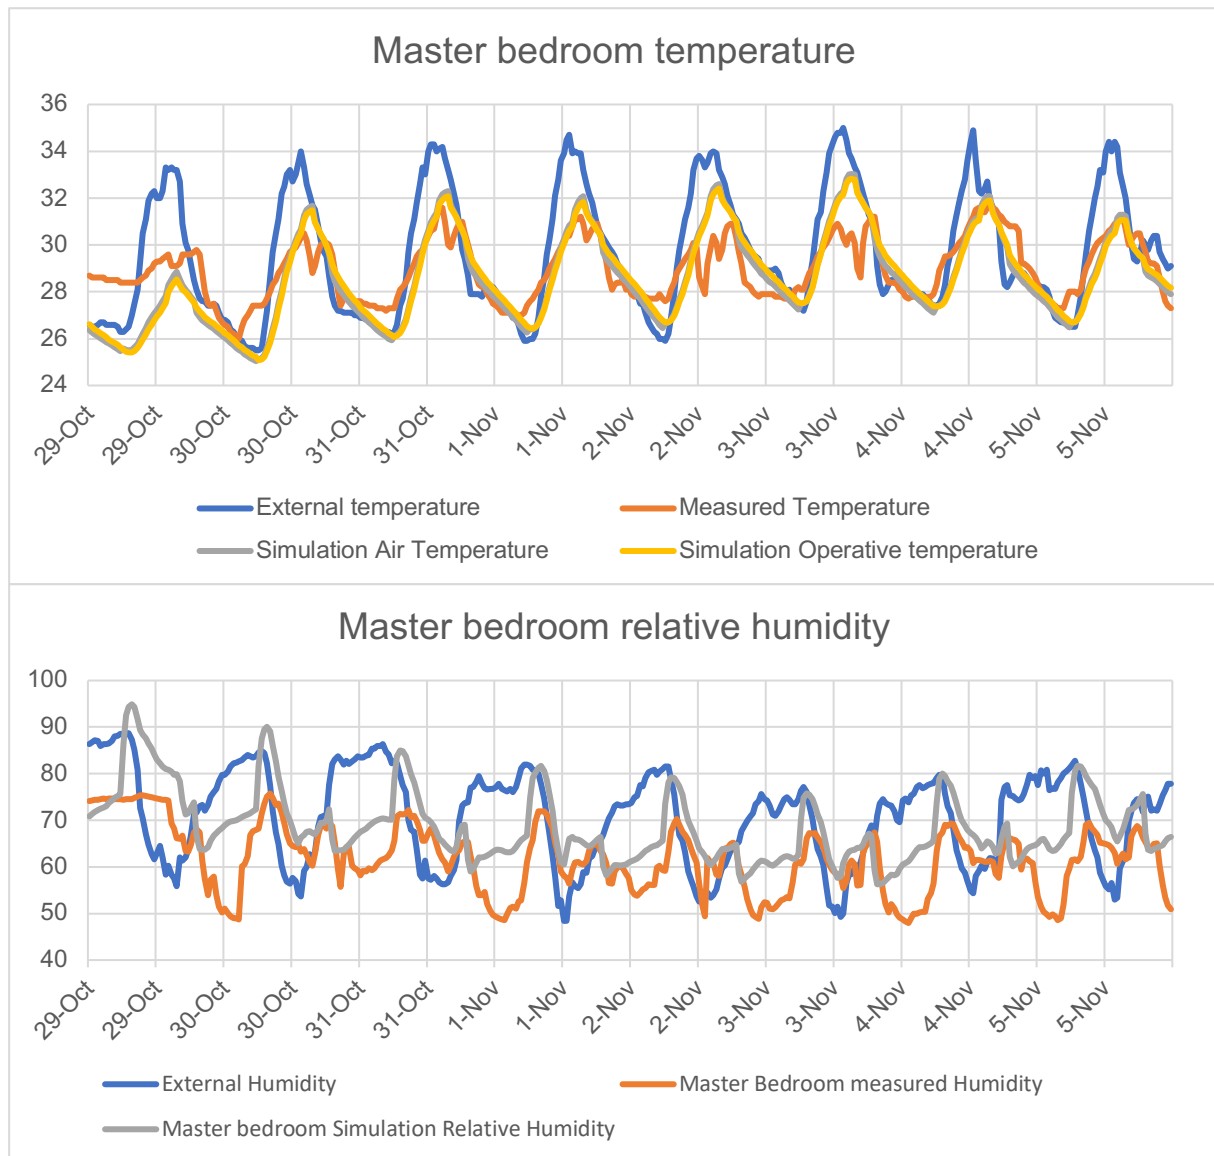 Master bedroom temperature
36
34
32
30
28
26
24
29-Oct 29-Oct 30-Oct 30-Oct 31-Oct 31-Oct 1-Nov 1-Nov 2-Nov 2-Nov 3-Nov 3-Nov 4-Nov 4-Nov 5-Nov 5-Nov
External temperature Measured Temperature
Simulation Air Temperature Simulation Operative temperature
Master bedroom relative humidity
100
90
80
70
60
50
40
29-Oct 29-Oct 30-Oct 30-Oct 31-Oct 31-Oct 1-Nov 1-Nov 2-Nov 2-Nov 3-Nov 3-Nov 4-Nov 4-Nov 5-Nov 5-Nov
External Humidity Master Bedroom measured Humidity
Master bedroom Simulation Relative Humidity